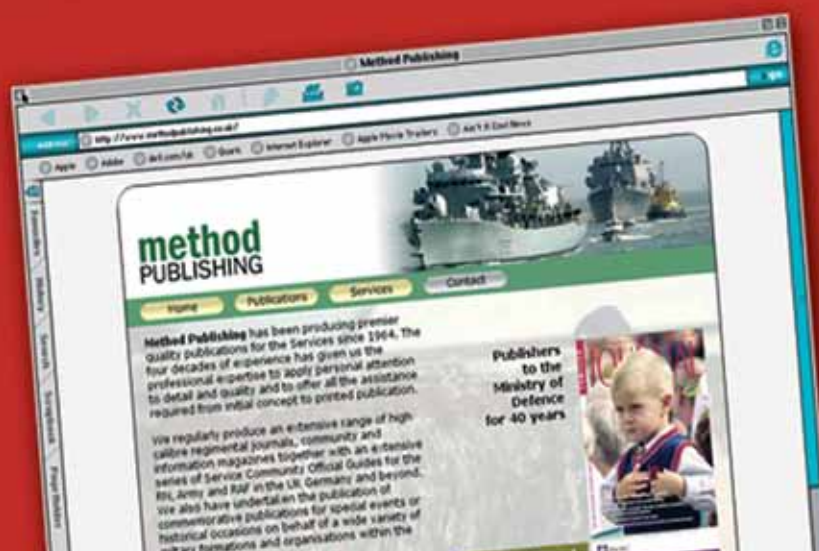 Method Publishing
http://www.methodpublishing.co.uk/
Apple Adobe Quark Internet Explorer Apple Movie Trailers Ain't It Cool News
Favorites
History
Search
Scrapbook
Page Holder
method
PUBLISHING
Home Publications Services Contact
Method Publishing has been producing premier
quality publications for the Services since 1964. The
four decades of experience has given us the
professional expertise to apply personal attention
to detail and quality and to offer all the assistance
required from initial concept to printed publication.
We regularly produce an extensive range of high
calibre regimental journals, community and
information magazines together with an extensive
series of Service Community Official Guides for the
RN, Army and RAF in the UK, Germany and beyond.
We also have undertaken the publication of
commemorative publications for special events or
historical occasions on behalf of a wide variety of
military formations and organisations within the
Publishers
to the
Ministry of
Defence
for 40 years